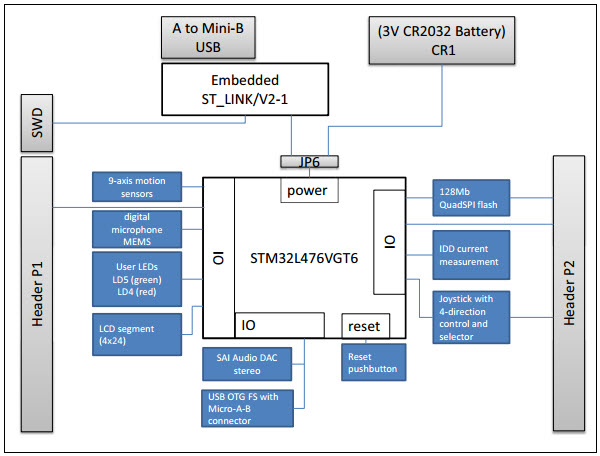 A to Mini-B
USB
(3V CR2032 Battery)
CR1
Embedded
ST_LINK/V2-1
SWD
JP6
Header P1
9-axis motion
sensors
digital
microphone
MEMS
User LEDs
LD5 (green)
LD4 (red)
LCD segment
(4x24)
OI
power
STM32L476VGT6
IO
IO
reset
128Mb
QuadSPI flash
IDD current
measurement
Joystick with
4-direction
control and
selector
Header P2
SAI Audio DAC
stereo
USB OTG FS with
Micro-A-B
connector
Reset
pushbutton